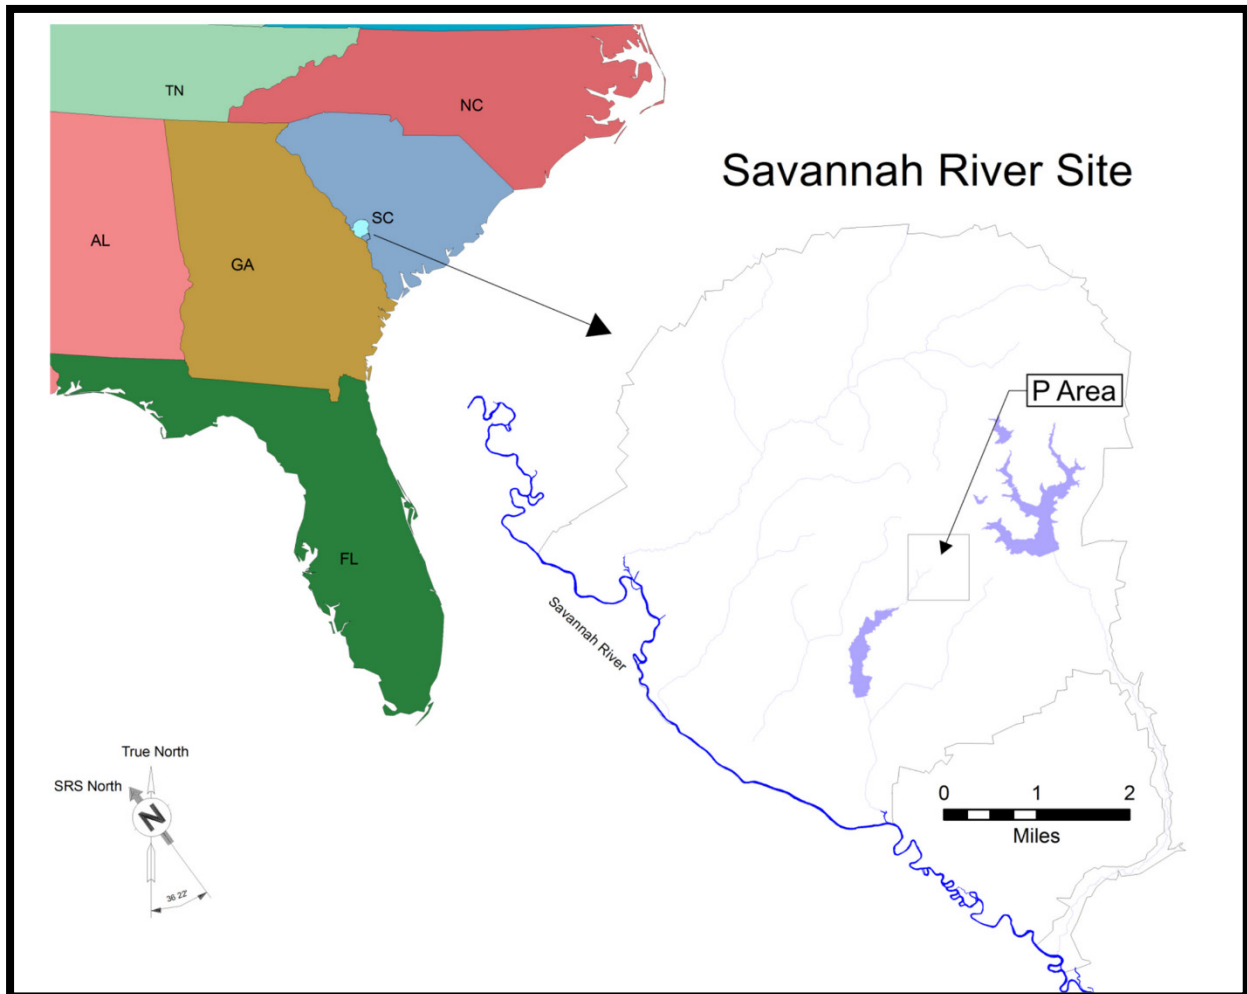 TN
NC
Savannah River Site
SC
AL
GA
P Area
FL
Savannah River
True North
SRS North
N
36 22'
0 1 2
Miles